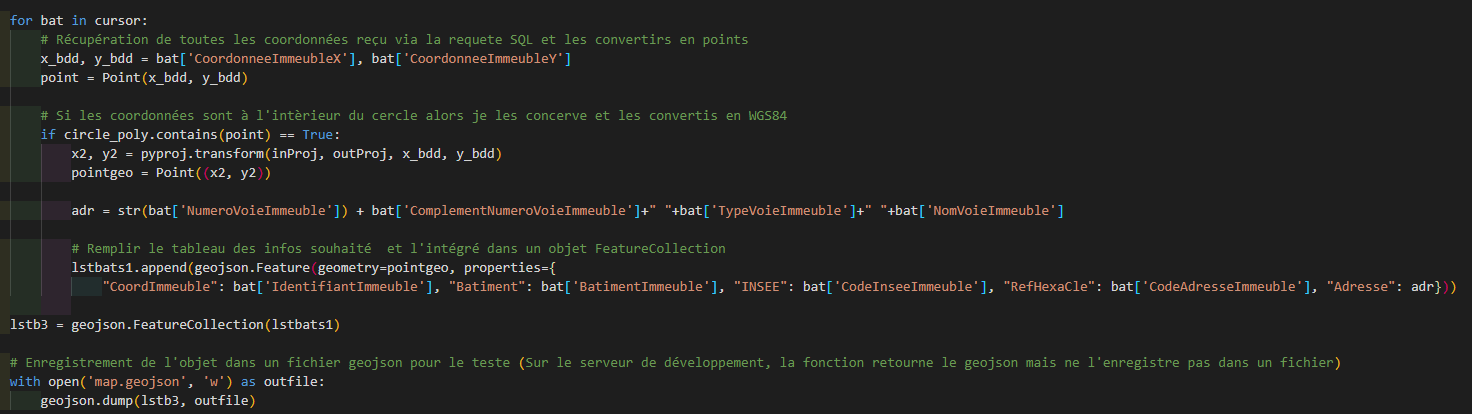 for bat in cursor:
# Récupération de toutes les coordonnées reçu via la requete SQL et les convertirs en points
x_bdd, y_bdd = bat['CoordonneeImmeubleX'], bat['CoordonneeImmeubleY']
point = Point(x_bdd, y_bdd)
# Si les coordonnées sont à l'intèrieur du cercle alors je les concerve et les convertis en WGS84
if circle_poly.contains(point) == True:
x2, y2 = pyproj.transform(inProj, outProj, x_bdd, y_bdd)
pointgeo = Point((x2, y2))
adr = str(bat['NumeroVoieImmeuble']) + bat['ComplementNumeroVoieImmeuble']+" "+bat['TypeVoieImmeuble']+" "+bat['NomVoieImmeuble']
# Remplir le tableau des infos souhaité  et l'intégré dans un objet FeatureCollection
lstbats1.append(geojson.Feature(geometry=pointgeo, properties={
"CoordImmeuble": bat['IdentifiantImmeuble'], "Batiment": bat['BatimentImmeuble'], "INSEE": bat['CodeInseeImmeuble'], "RefHexaCle": bat['CodeAdresseImmeuble'], "Adresse": adr}))
lstb3 = geojson.FeatureCollection(lstbats1)
# Enregistrement de l'objet dans un fichier geojson pour le teste (Sur le serveur de développement, la fonction retourne le geojson mais ne l'enregistre pas dans un fichier)
with open('map.geojson', 'w') as outfile:
geojson.dump(lstb3, outfile)